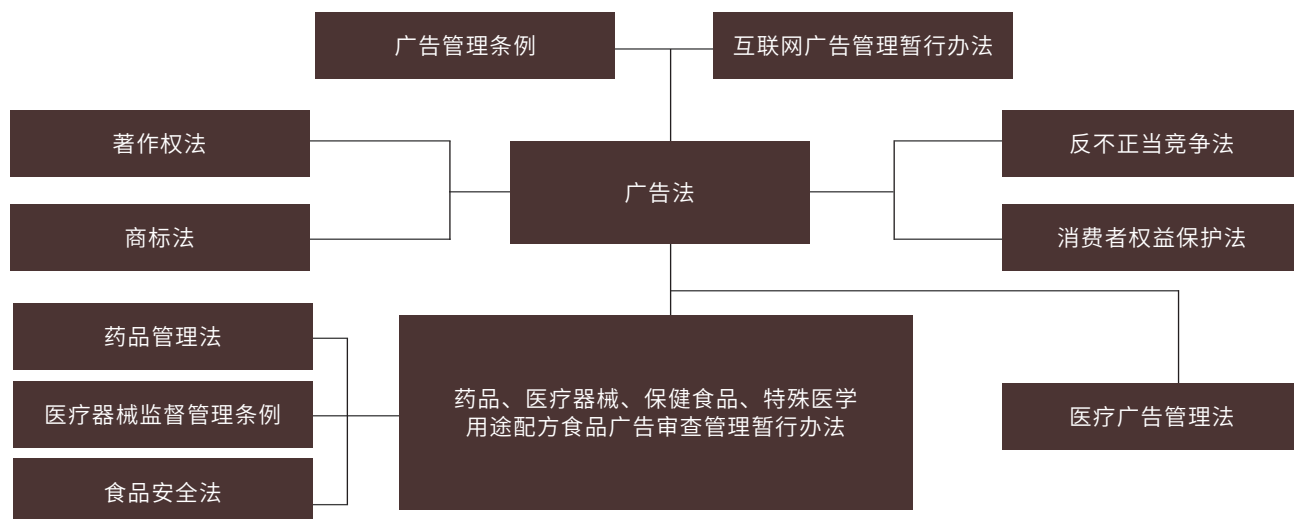 广告管理条例
互联网广告管理暂行办法
著作权法
反不正当竞争法
广告法
商标法
消费者权益保护法
药品管理法
药品、医疗器械、保健食品、特殊医学
用途配方食品广告审查管理暂行办法
医疗器械监督管理条例
医疗广告管理法
食品安全法